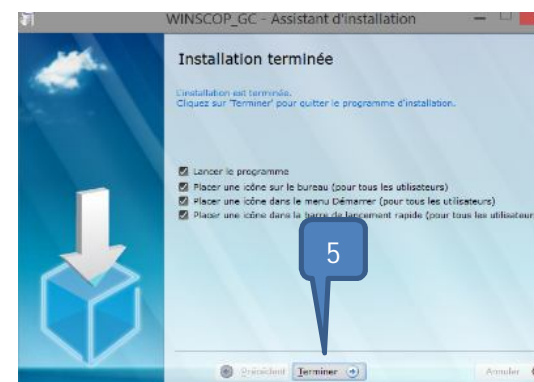 WINSCOP_GC - Assistant d'installation
Installation terminée
L'installation est terminée.
Cliquez sur 'Terminer' pour quitter le programme d'installation.
Lancer le programme
Placer une icône sur le bureau (pour tous les utilisateurs)
Placer une icône dans le menu Démarrer (pour tous les utilisateurs)
Placer une icône dans la barre de lancement rapide (pour tous les utilisateur
5
Précédent
Terminer
Annuler